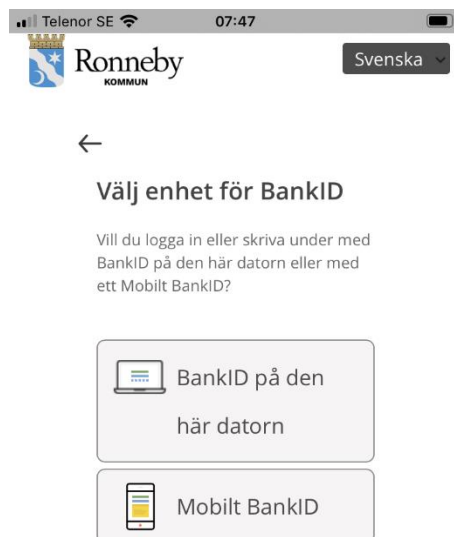 Telenor SE 07:47
Ronneby
KOMMUN
Svenska
Välj enhet för BankID
Vill du logga in eller skriva under med
BankID på den här datorn eller med
ett Mobilt BankID?
BankID på den
här datorn
Mobilt BankID